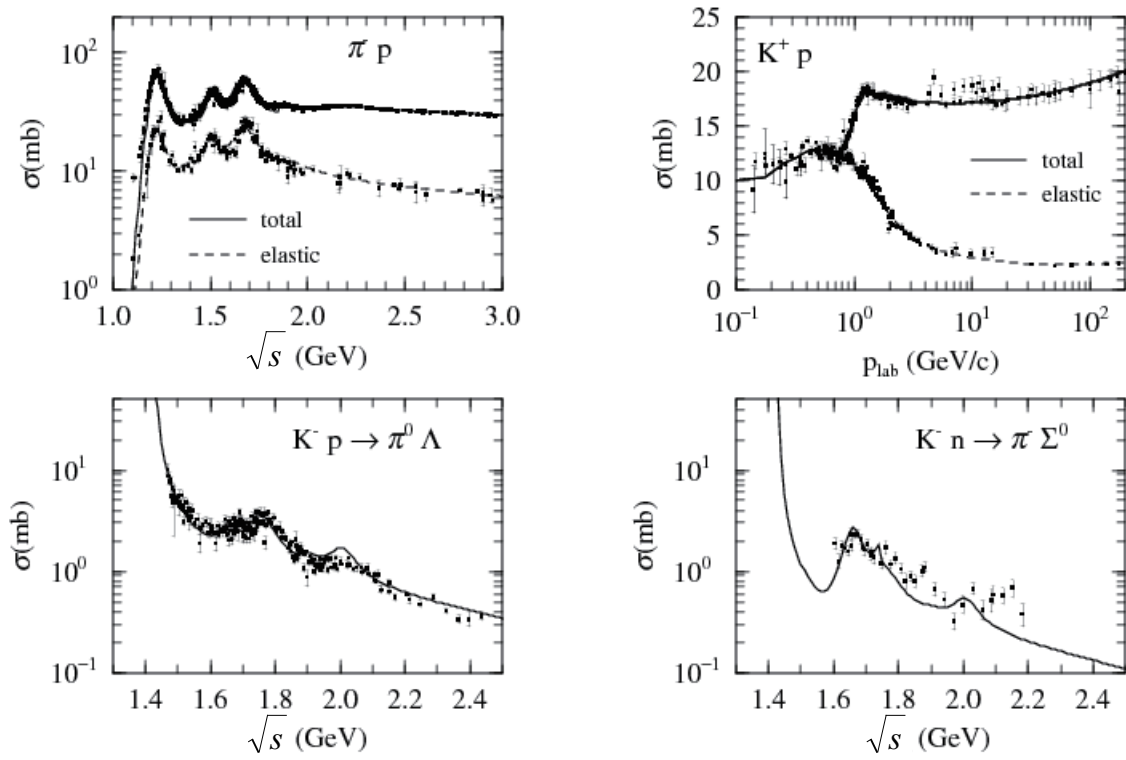 π⁻ p
σ(mb)
10²
10¹
10⁰
total
elastic
1.0 1.5 2.0 2.5 3.0
√s (GeV)
K⁺ p
σ(mb)
25
20
15
10
5
0
total
elastic
10⁻¹ 10⁰ 10¹ 10²
p_lab (GeV/c)
K⁻ p → π⁰ Λ
σ(mb)
10¹
10⁰
10⁻¹
1.4 1.6 1.8 2.0 2.2 2.4
√s (GeV)
K⁻ n → π⁻ Σ⁰
σ(mb)
10¹
10⁰
10⁻¹
1.4 1.6 1.8 2.0 2.2 2.4
√s (GeV)